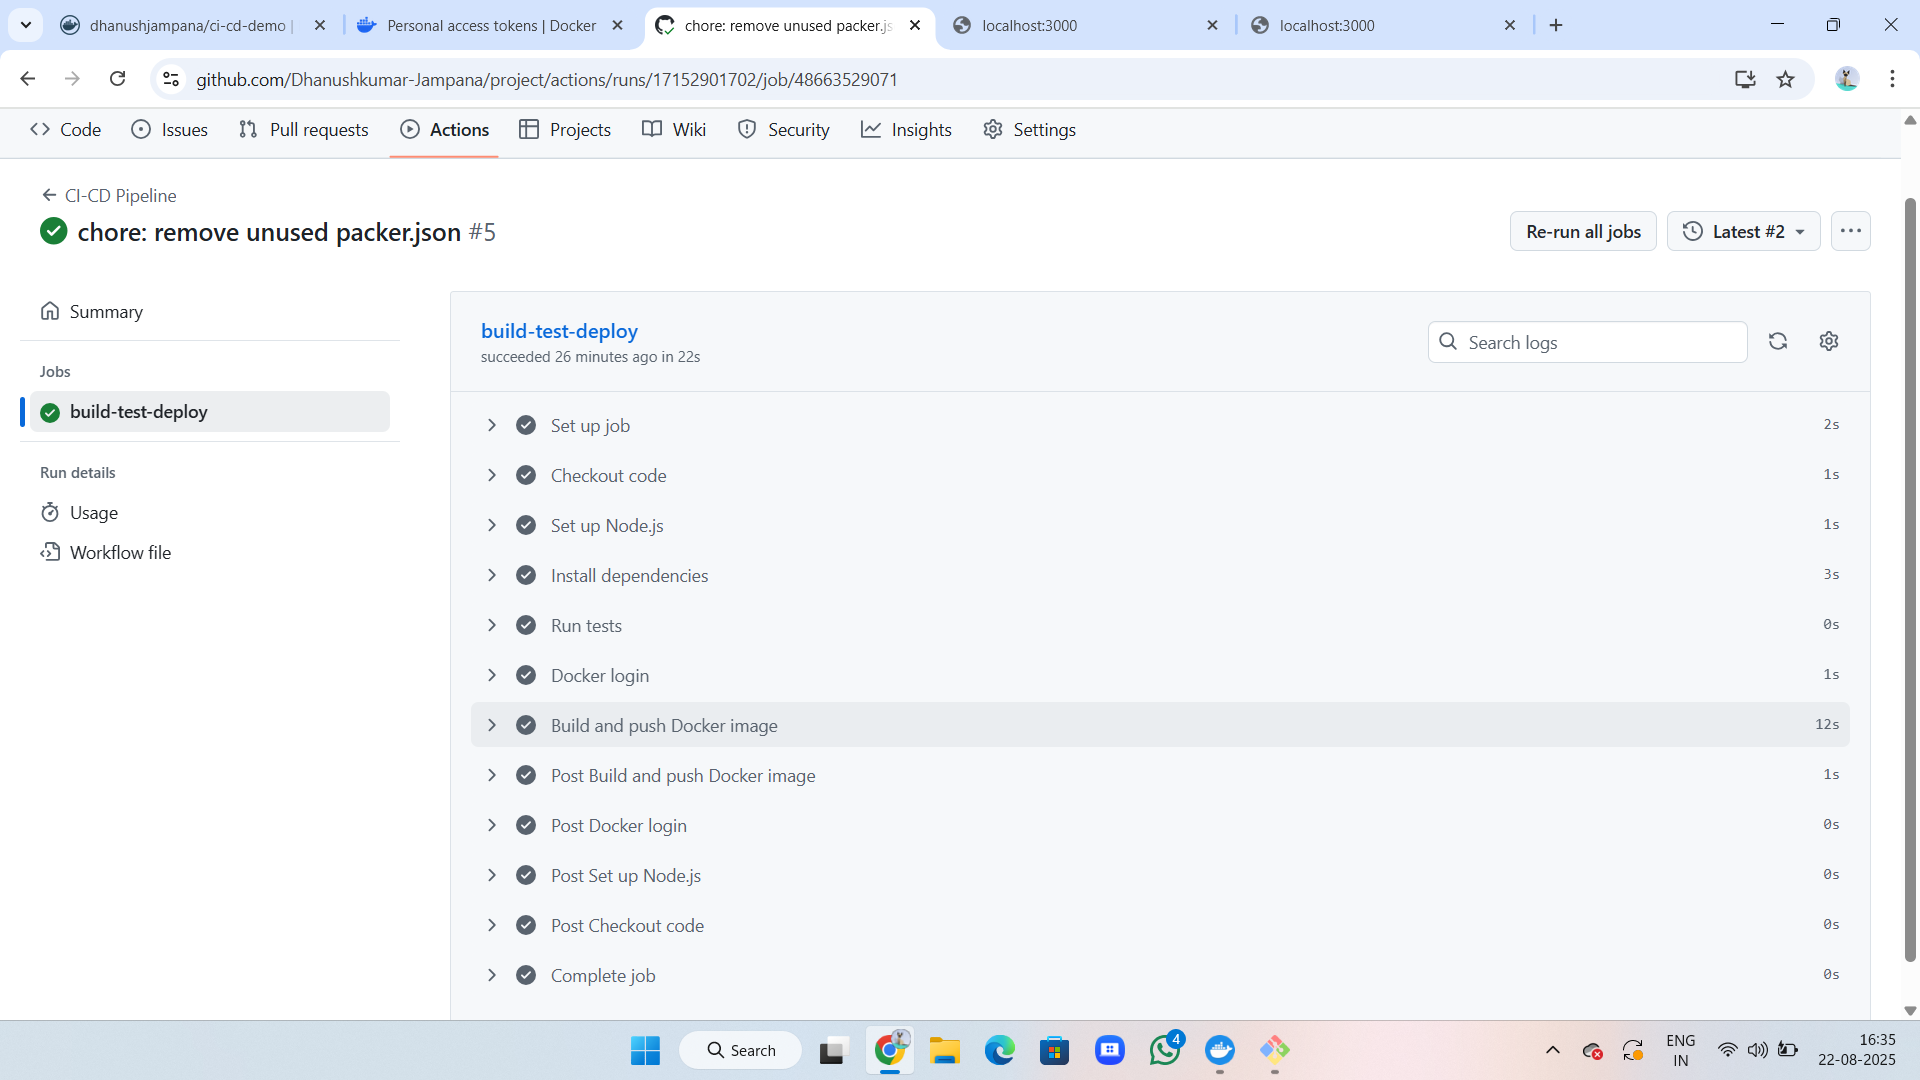 dhanushjampana/ci-cd-demo |
Personal access tokens | Docker
chore: remove unused packer.js
localhost:3000
localhost:3000
github.com/Dhanushkumar-Jampana/project/actions/runs/17152901702/job/48663529071
Code
Issues
Pull requests
Actions
Projects
Wiki
Security
Insights
Settings
CI-CD Pipeline
chore: remove unused packer.json #5
Re-run all jobs
Latest #2
Summary
Jobs
build-test-deploy
Run details
Usage
Workflow file
build-test-deploy
succeeded 26 minutes ago in 22s
Search logs
Set up job 2s
Checkout code 1s
Set up Node.js 1s
Install dependencies 3s
Run tests 0s
Docker login 1s
Build and push Docker image 12s
Post Build and push Docker image 1s
Post Docker login 0s
Post Set up Node.js 0s
Post Checkout code 0s
Complete job 0s
Search
4
ENG
IN
16:35
22-08-2025